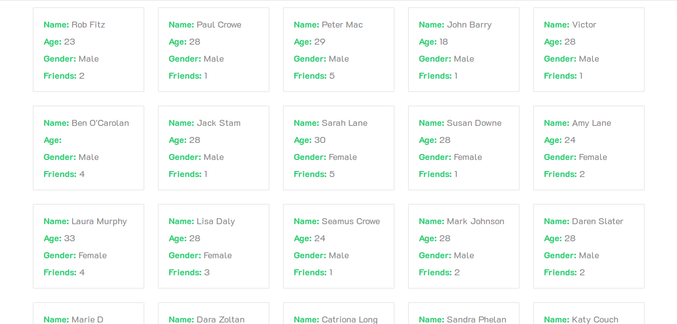 Name: Rob Fitz
Age: 23
Gender: Male
Friends: 2
Name: Paul Crowe
Age: 28
Gender: Male
Friends: 1
Name: Peter Mac
Age: 29
Gender: Male
Friends: 5
Name: John Barry
Age: 18
Gender: Male
Friends: 1
Name: Victor
Age: 28
Gender: Male
Friends: 1
Name: Ben O'Carolan
Age:
Gender: Male
Friends: 4
Name: Jack Stam
Age: 28
Gender: Male
Friends: 1
Name: Sarah Lane
Age: 30
Gender: Female
Friends: 5
Name: Susan Downe
Age: 28
Gender: Female
Friends: 1
Name: Amy Lane
Age: 24
Gender: Female
Friends: 2
Name: Laura Murphy
Age: 33
Gender: Female
Friends: 4
Name: Lisa Daly
Age: 28
Gender: Female
Friends: 3
Name: Seamus Crowe
Age: 24
Gender: Male
Friends: 1
Name: Mark Johnson
Age: 28
Gender: Male
Friends: 2
Name: Daren Slater
Age: 28
Gender: Male
Friends: 2
Name: Marie D
Name: Dara Zoltan
Name: Catriona Long
Name: Sandra Phelan
Name: Katy Couch